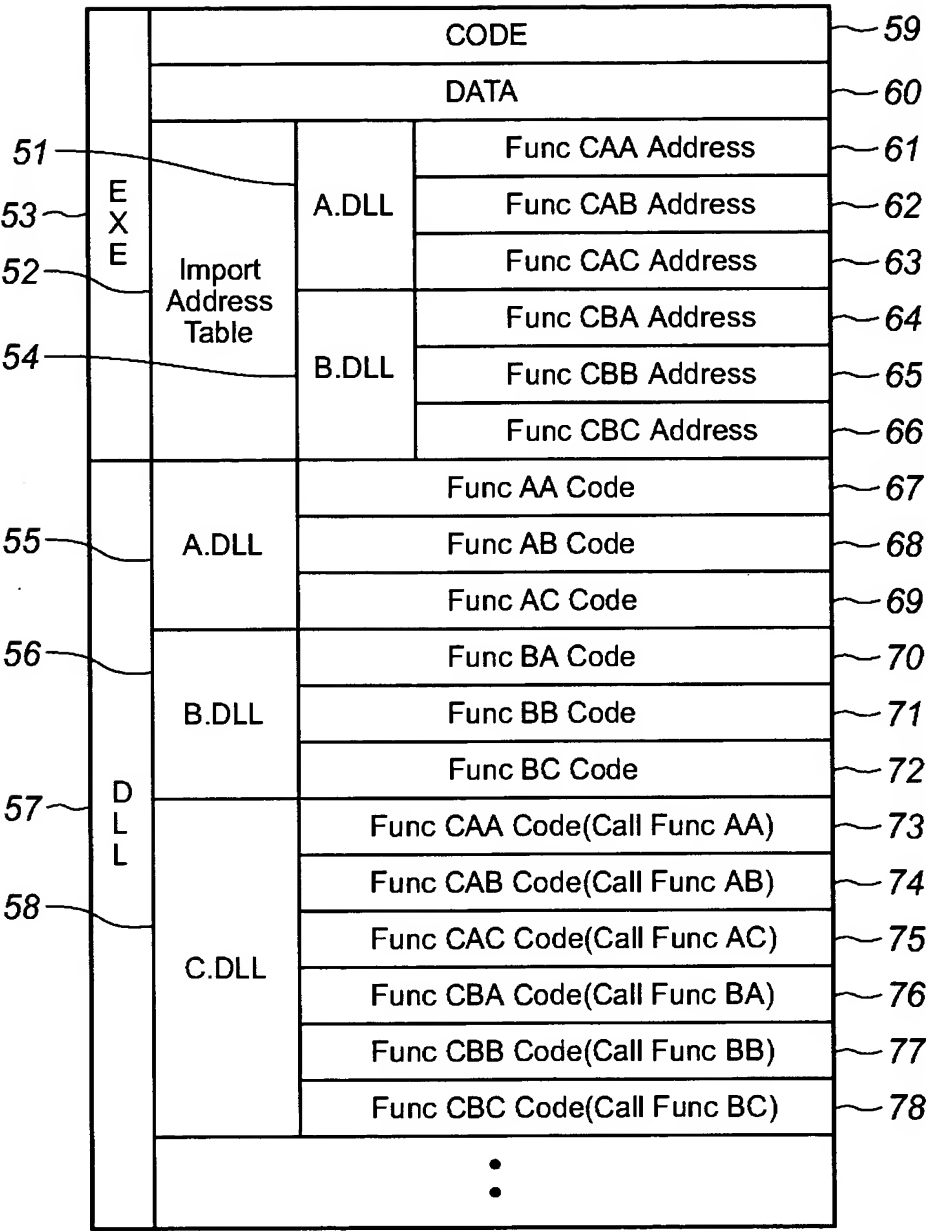 CODE 59
DATA 60
51
Func CAA Address 61
EXE
53
A.DLL
Func CAB Address 62
52
Import
Address
Table
Func CAC Address 63
Func CBA Address 64
54
B.DLL
Func CBB Address 65
Func CBC Address 66
Func AA Code 67
55
A.DLL
Func AB Code 68
Func AC Code 69
56
Func BA Code 70
B.DLL
Func BB Code 71
Func BC Code 72
57
DLL
Func CAA Code(Call Func AA) 73
Func CAB Code(Call Func AB) 74
58
C.DLL
Func CAC Code(Call Func AC) 75
Func CBA Code(Call Func BA) 76
Func CBB Code(Call Func BB) 77
Func CBC Code(Call Func BC) 78